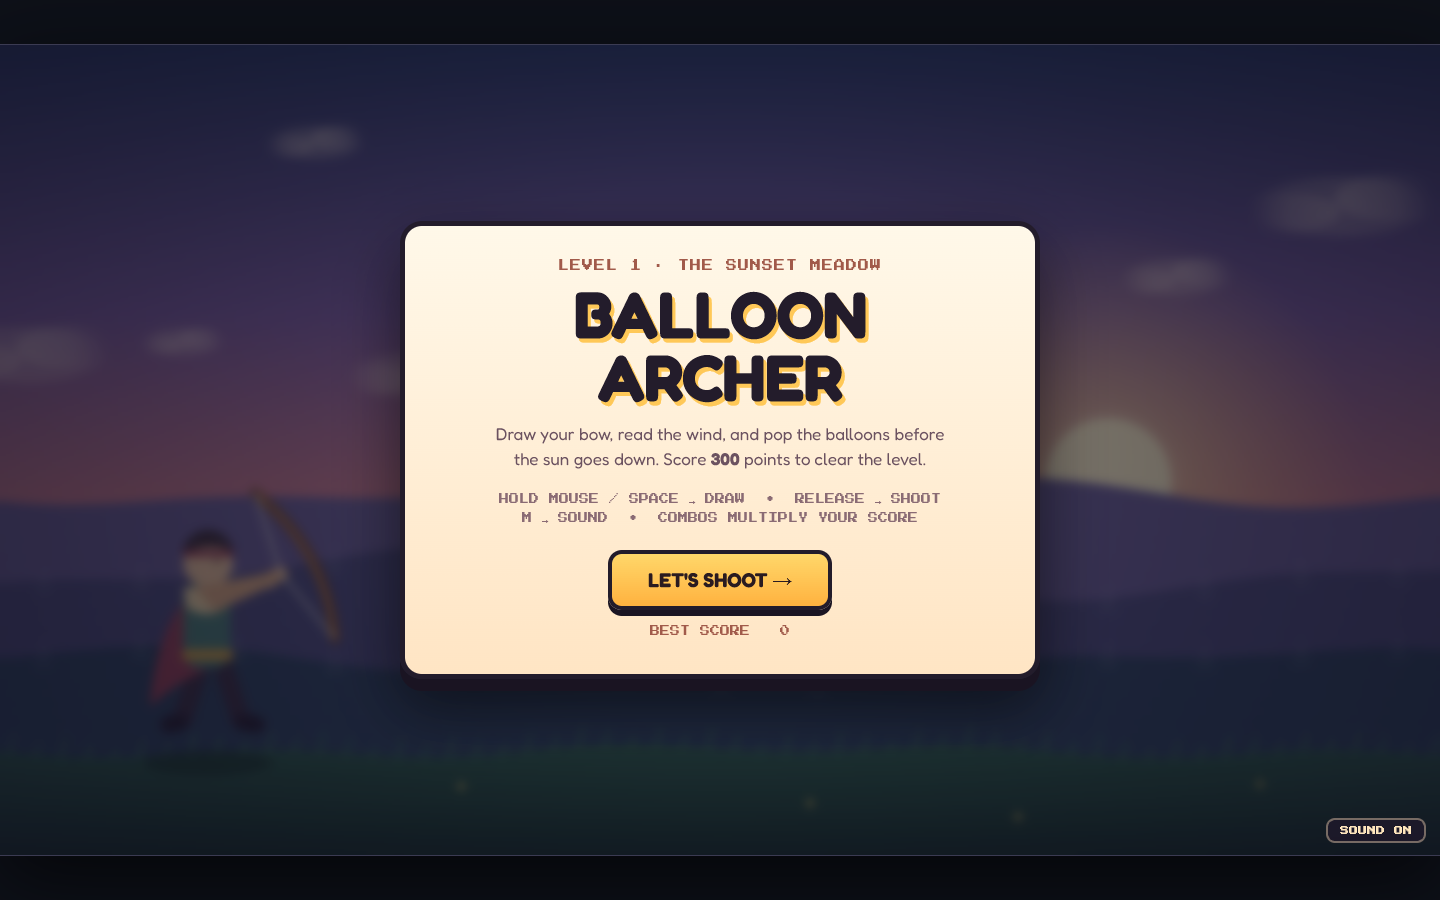 LEVEL 1 · THE SUNSET MEADOW
BALLOON
ARCHER
Draw your bow, read the wind, and pop the balloons before
the sun goes down. Score 300 points to clear the level.
HOLD MOUSE / SPACE → DRAW • RELEASE → SHOOT
M → SOUND • COMBOS MULTIPLY YOUR SCORE
LET'S SHOOT →
BEST SCORE 0
SOUND ON